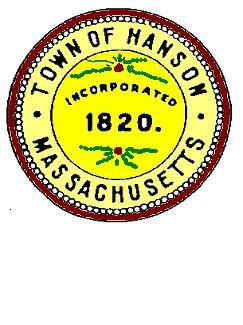 TOWN OF HANSON
INCORPORATED
1820.
MASSACHUSETTS